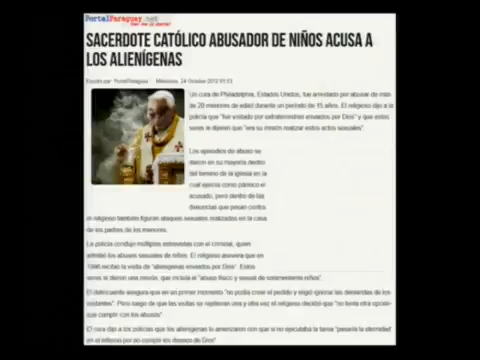 PortalParaguay.net
SACERDOTE CATÓLICO ABUSADOR DE NIÑOS ACUSA A
LOS ALIENÍGENAS
Escrito por PortalParaguay Miércoles, 24 Octubre 2012
Un cura de Philadelphia, Estados Unidos, fue arrestado por abusar de más
de 20 menores de edad durante un período de 15 años. El religioso dijo a la
policía que "fue visitado por extraterrestres enviados por Dios" y que estos
seres le dijeron que "era su misión realizar estos actos sexuales".
Los episodios de abuso se
dieron en su mayoría dentro
del terreno de la iglesia en la
cual ejercía como párroco el
acusado, pero dentro de las
denuncias que pesan contra
el religioso también figuran ataques sexuales realizados en la casa
de los padres de los menores.
La policía condujo múltiples entrevistas con el criminal, quien
admitió los abusos sexuales de niños. El religioso asevera que en
1998 recibió la visita de "alienígenas enviados por Dios". Estos
seres le dieron una misión, que incluía el "abuso físico y sexual de niños"
El delincuente asegura que en un primer momento "no podía creer el pedido y eligió ignorar las demandas de los
visitantes". Pero luego de que las visitas se repitieran una y otra vez el religioso decidió que "no tenía otra opción
que cumplir con los abusos".
El cura dijo a los policías que los alienígenas lo amenazaron con que si no ejecutaba la tarea "pasaría la eternidad
en el infierno por no cumplir los deseos de Dios"